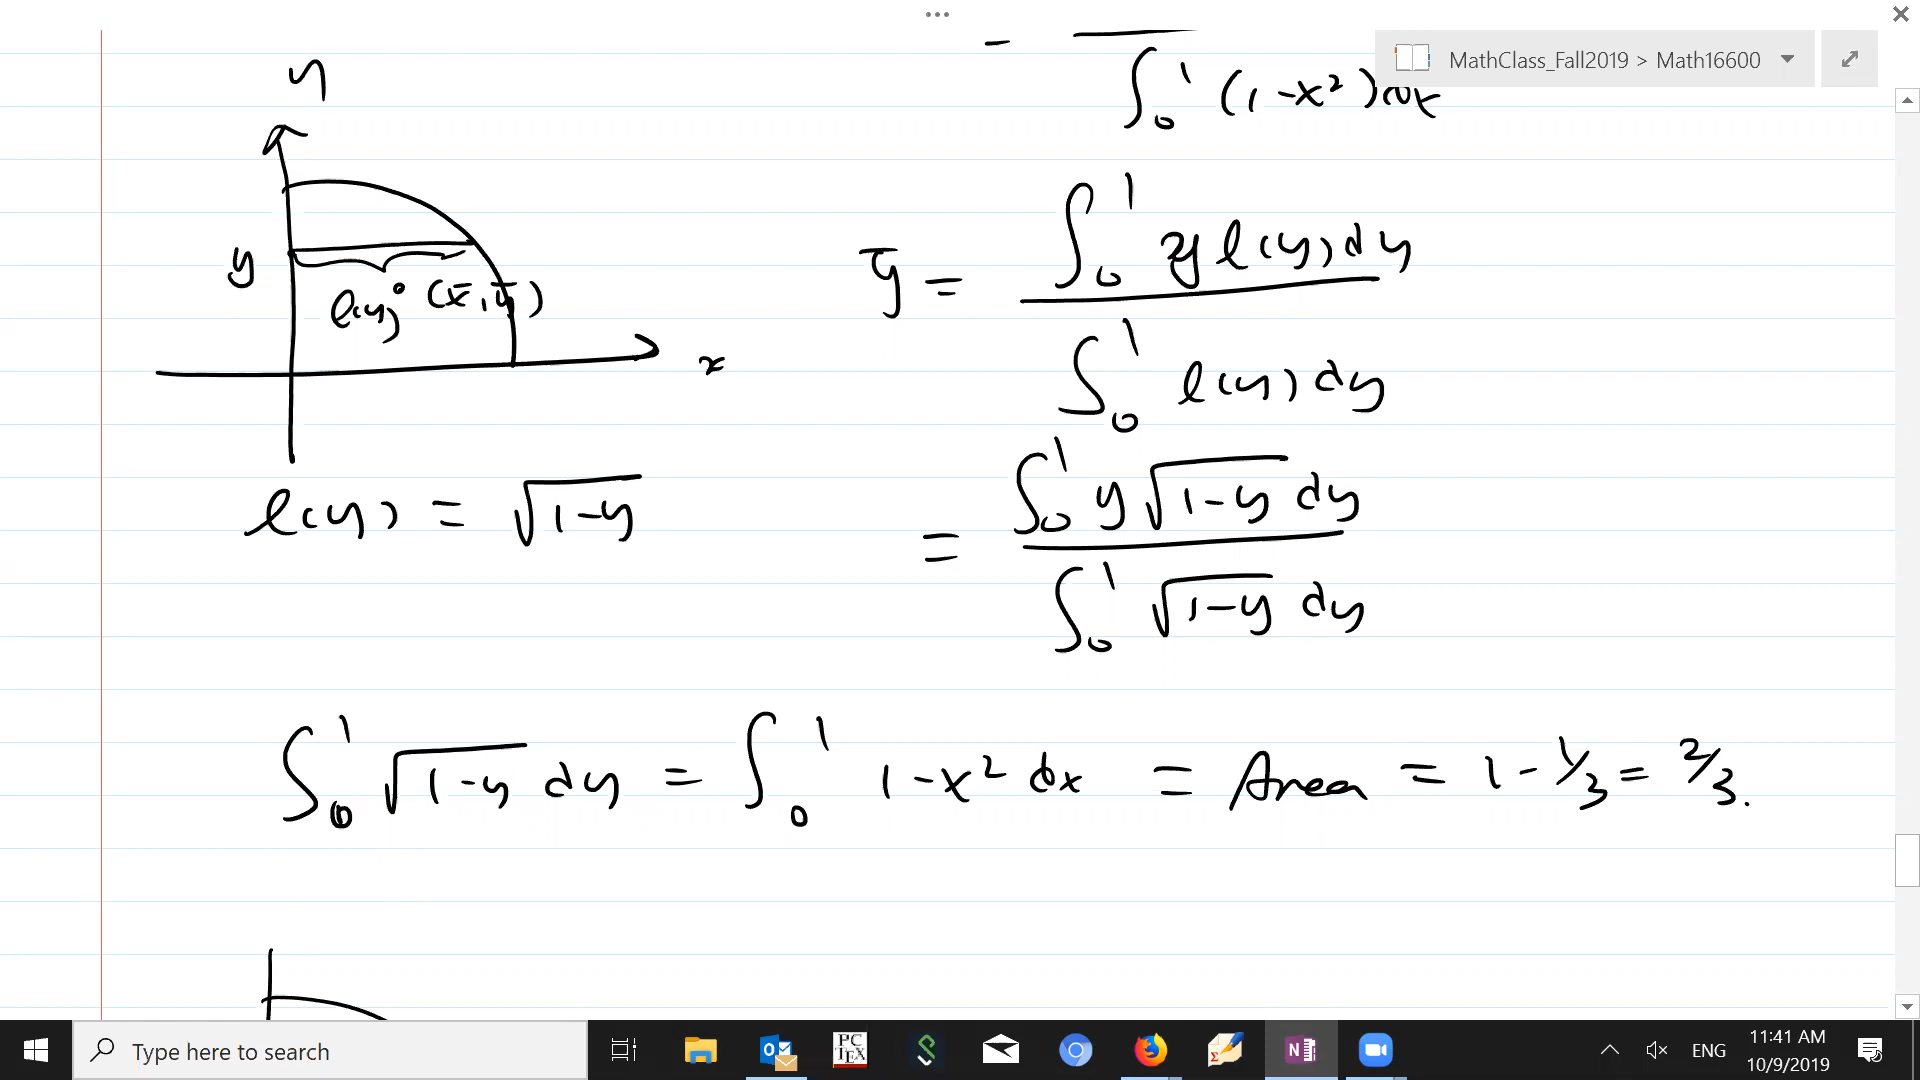 MathClass_Fall2019 > Math16600
∫₀¹ (1-x²)dx
y
y
l(y) (x̄, ȳ)
x
ȳ = ∫₀¹ y l(y) dy
∫₀¹ l(y) dy
l(y) = √(1-y)
= ∫₀¹ y √(1-y) dy
∫₀¹ √(1-y) dy
∫₀¹ √(1-y) dy = ∫₀¹ 1-x² dx = Area = 1 - 1/3 = 2/3.
Type here to search
PC TEX
N
ENG
11:41 AM
10/9/2019